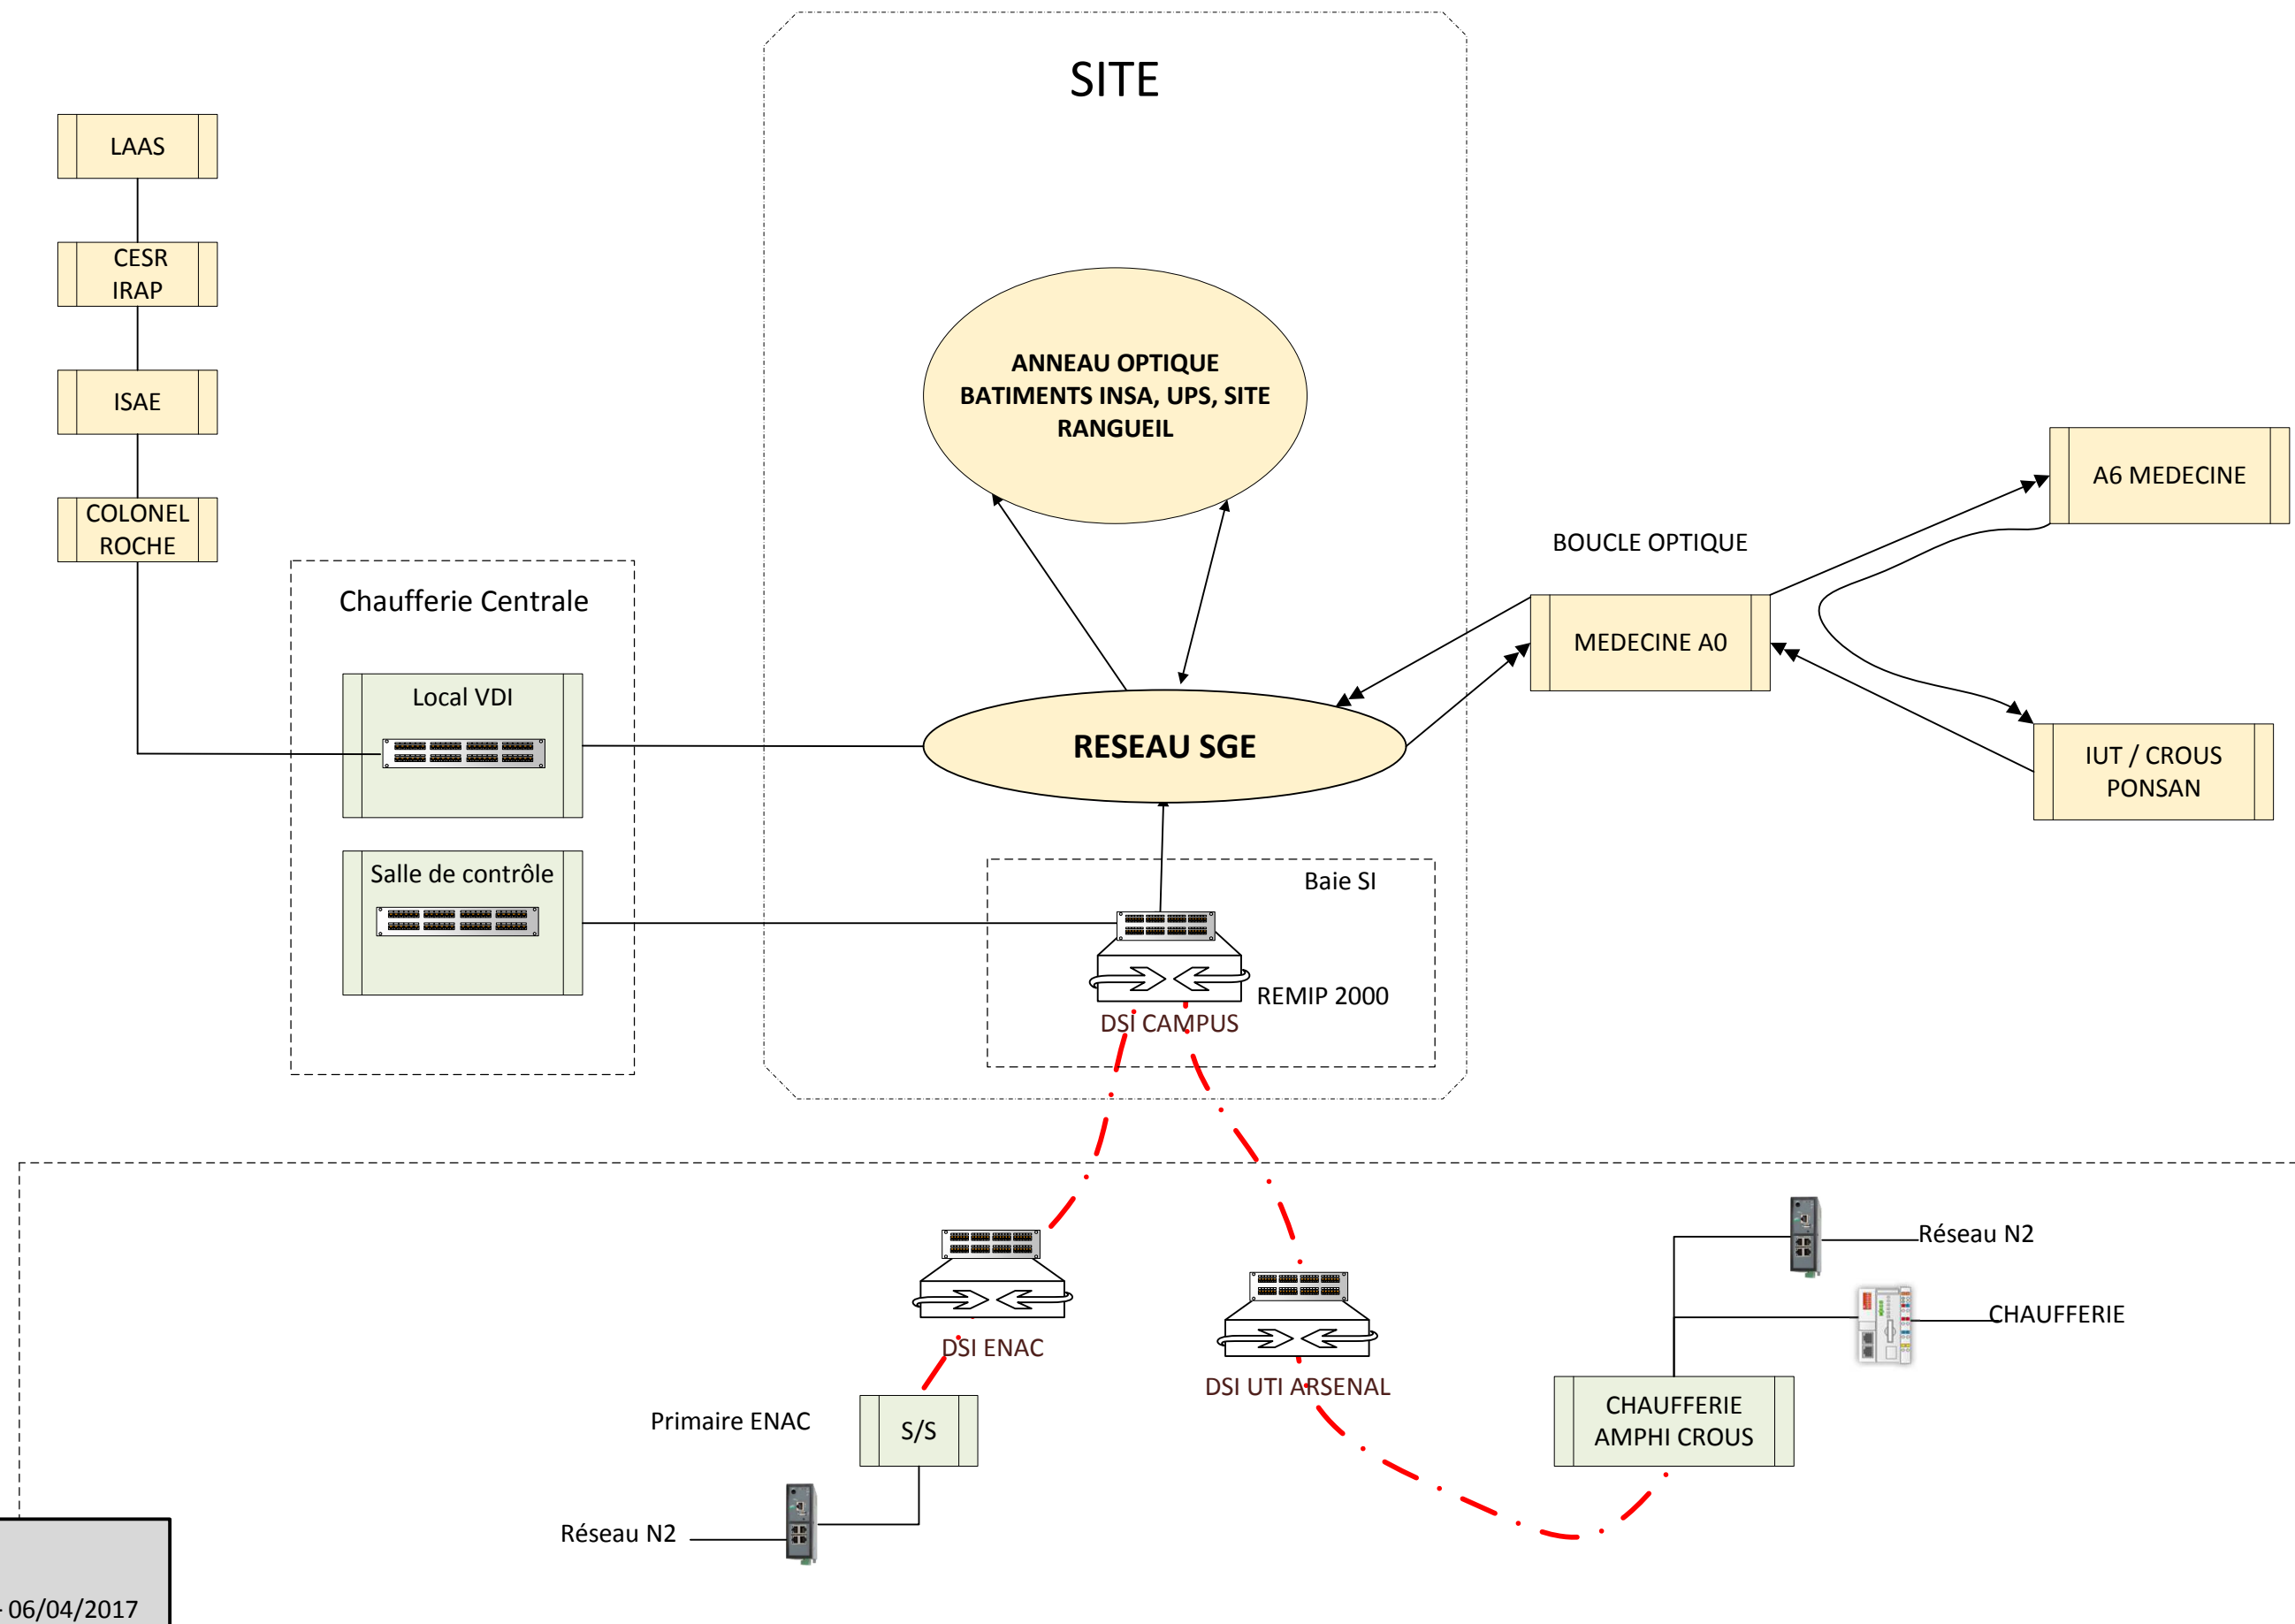 SITE
LAAS
CESR
IRAP
ISAE
COLONEL
ROCHE
ANNEAU OPTIQUE
BATIMENTS INSA, UPS, SITE
RANGUEIL
A6 MEDECINE
BOUCLE OPTIQUE
MEDECINE A0
IUT / CROUS
PONSAN
Chaufferie Centrale
Local VDI
RESEAU SGE
Salle de contrôle
Baie SI
REMIP 2000
DSI CAMPUS
Réseau N2
CHAUFFERIE
DSI ENAC
DSI UTI ARSENAL
CHAUFFERIE
AMPHI CROUS
Primaire ENAC
S/S
Réseau N2
- 06/04/2017